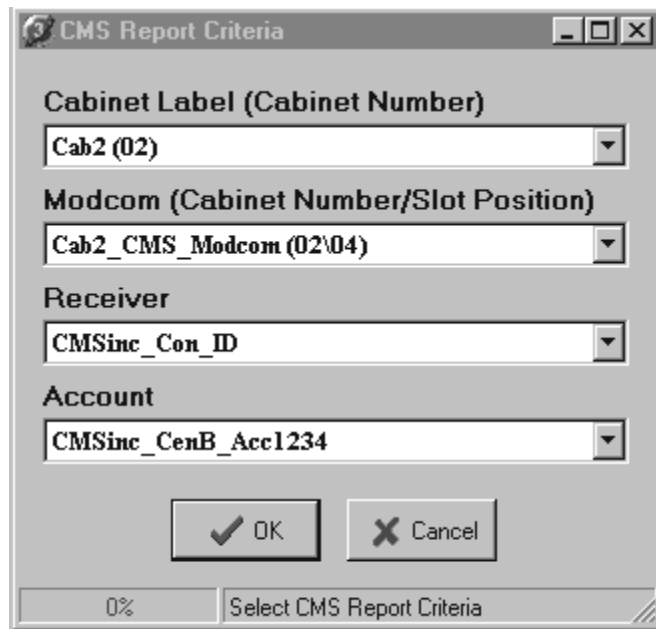 3 CMS Report Criteria
Cabinet Label (Cabinet Number)
Cab2 (02)
Modcom (Cabinet Number/Slot Position)
Cab2_CMS_Modcom (02\04)
Receiver
CMSinc_Con_ID
Account
CMSinc_CenB_Acc1234
OK Cancel
0% Select CMS Report Criteria